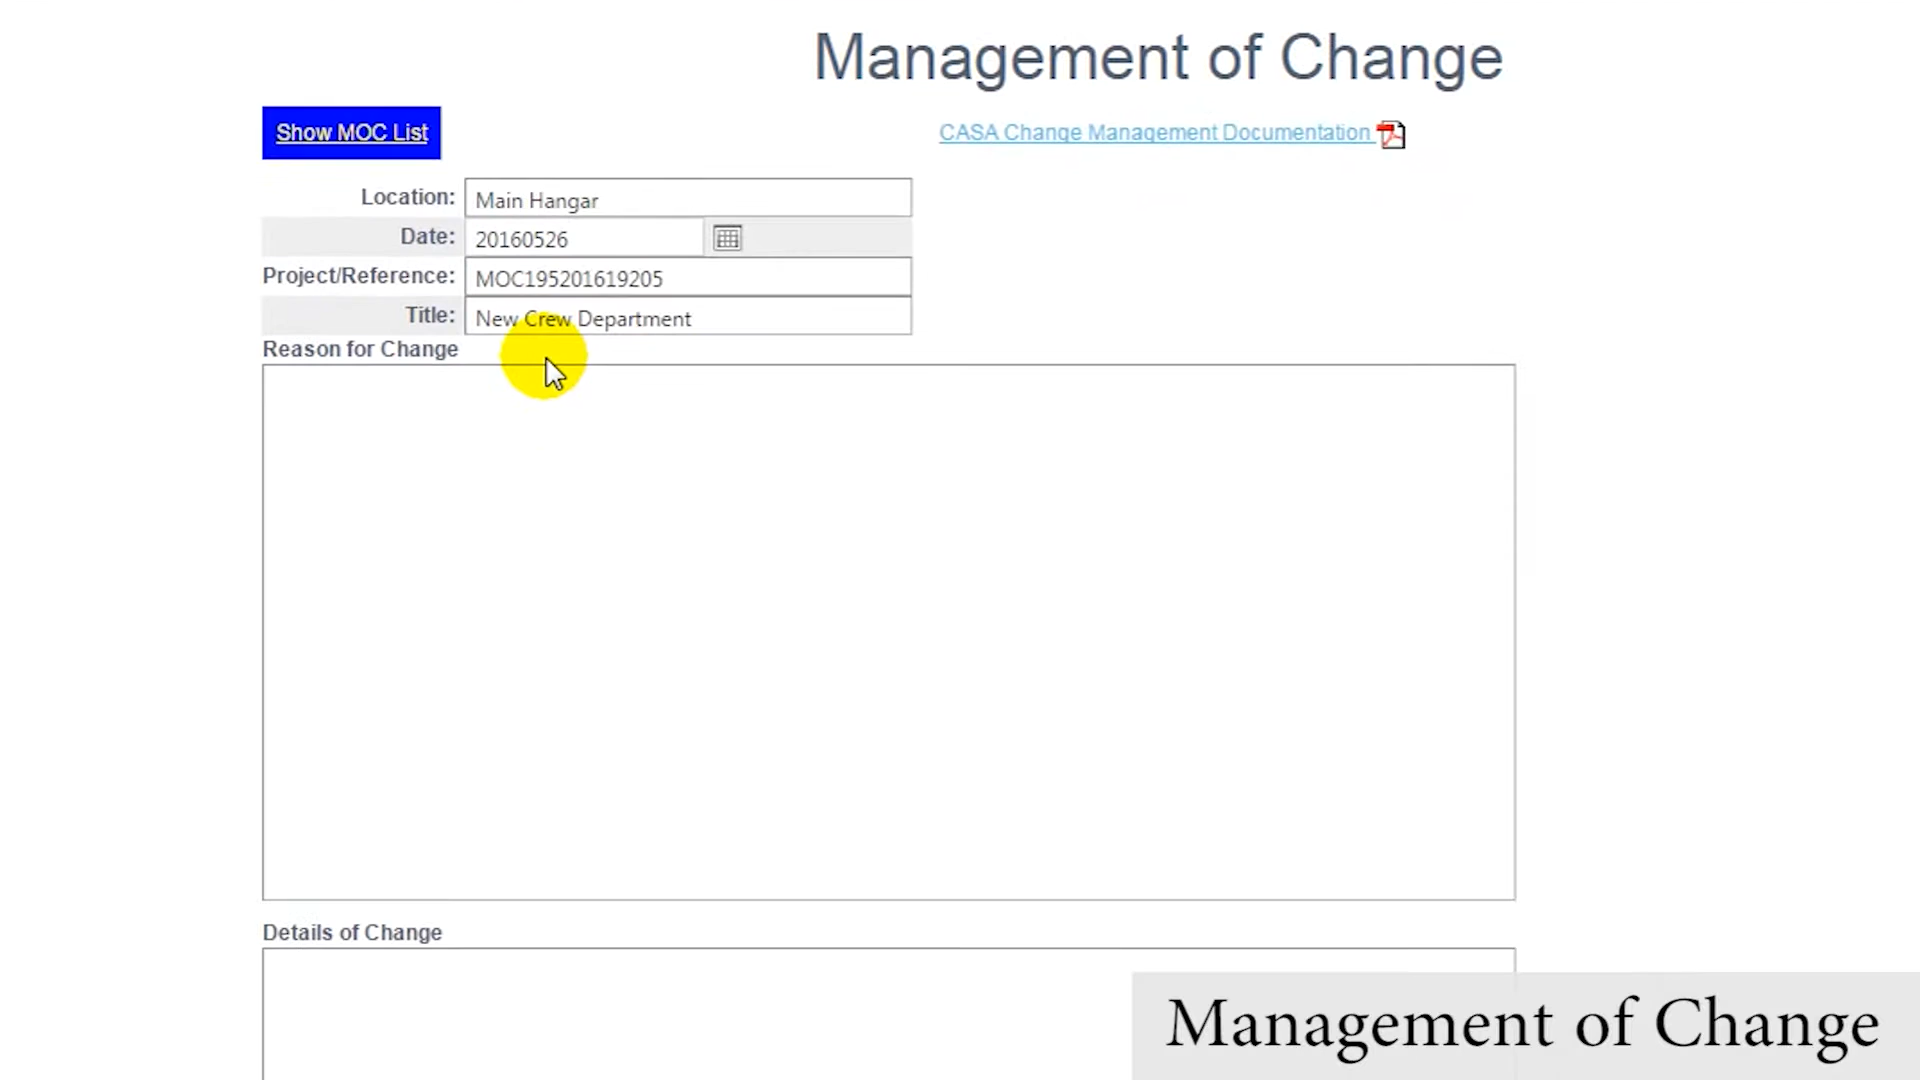 Management of Change
Show MOC List
CASA Change Management Documentation
Location: Main Hangar
Date: 20160526
Project/Reference: MOC195201619205
Title: New Crew Department
Reason for Change
Details of Change
Management of Change